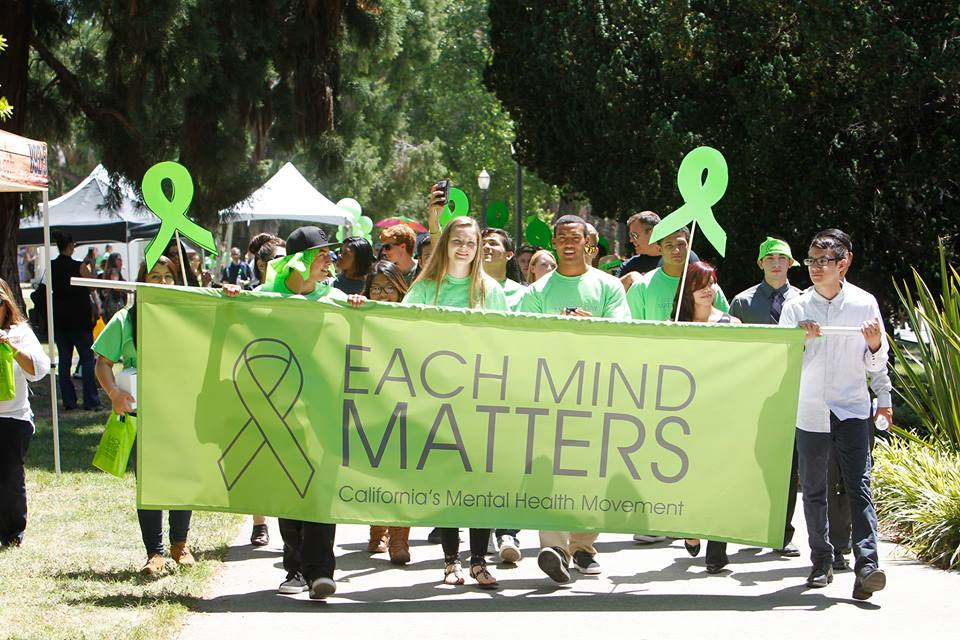 EACH MIND
MATTERS
California's Mental Health Movement